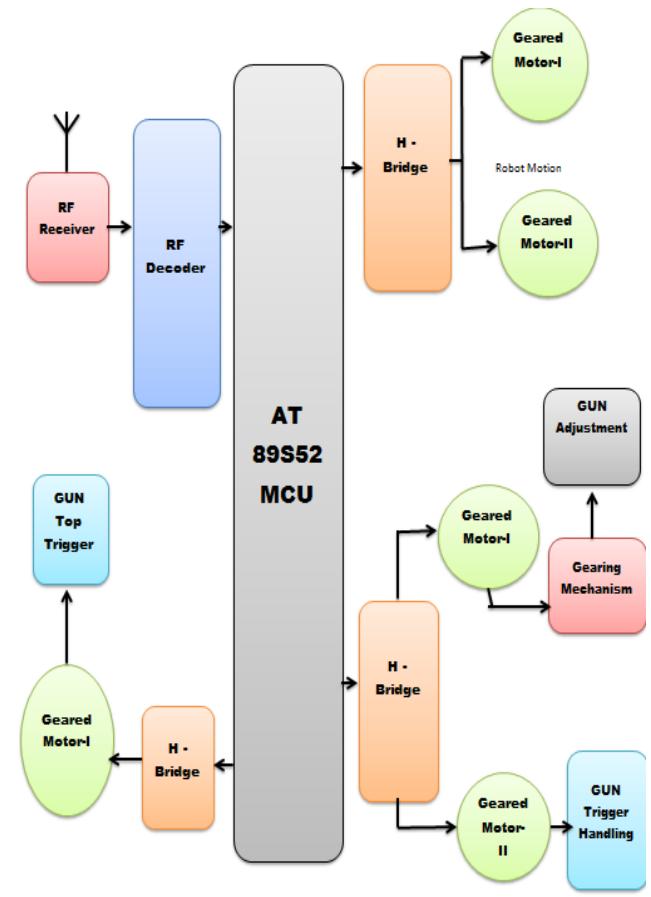 Geared
Motor-I
H -
Bridge
Robot Motion
Geared
Motor-II
RF
Receiver
RF
Decoder
AT
89S52
MCU
GUN
Adjustment
GUN
Top
Trigger
Geared
Motor-I
Gearing
Mechanism
H -
Bridge
Geared
Motor-I
H -
Bridge
Geared
Motor-
II
GUN
Trigger
Handling